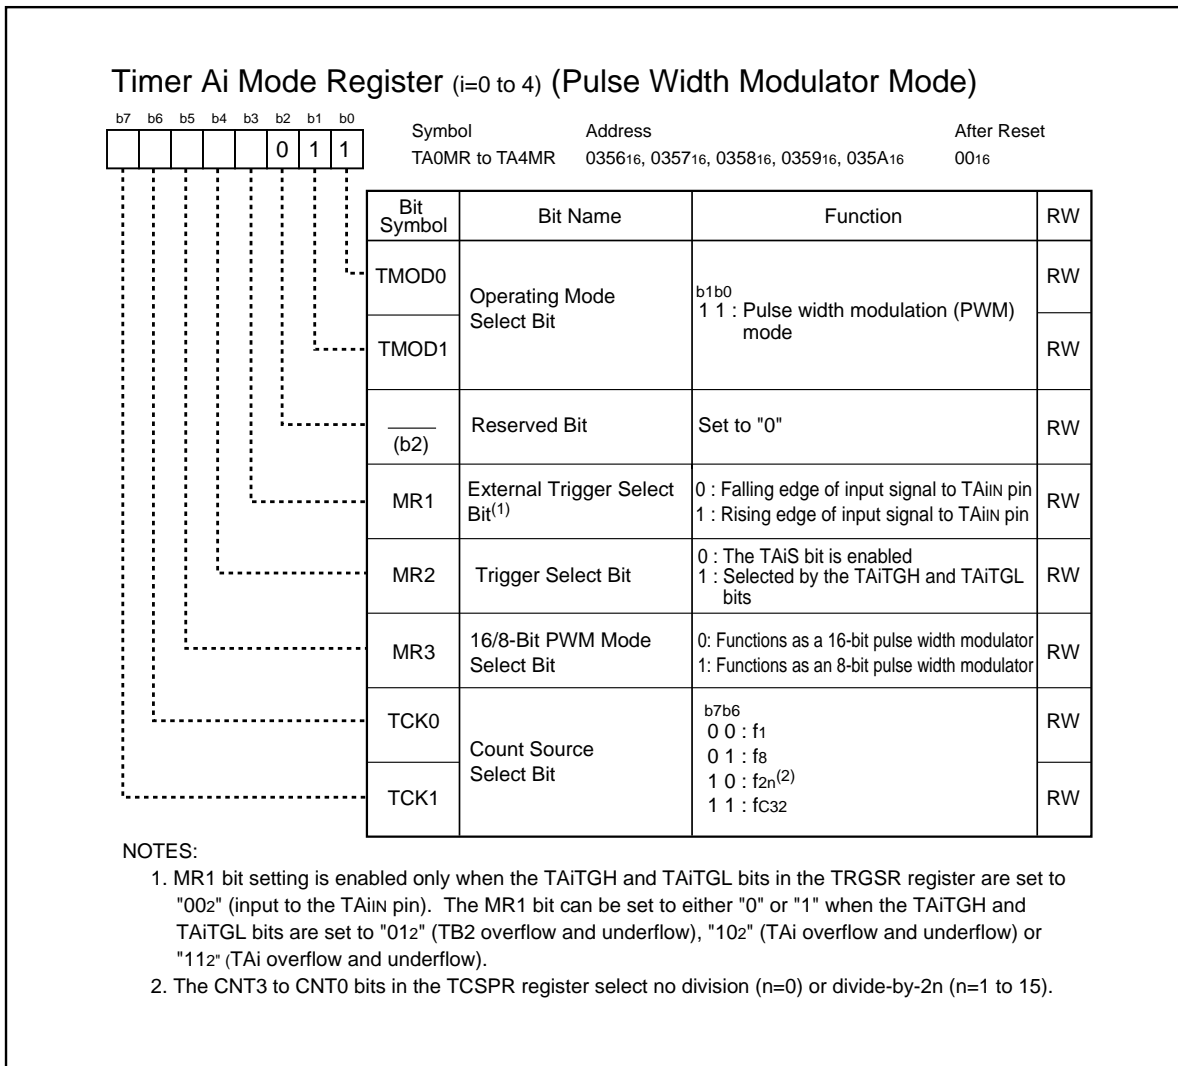 Timer Ai Mode Register (i=0 to 4) (Pulse Width Modulator Mode)
b7 b6 b5 b4 b3 b2 b1 b0
0 1 1
Symbol Address After Reset
TA0MR to TA4MR 035616, 035716, 035816, 035916, 035A16 0016
Bit Symbol Bit Name Function RW
TMOD0 RW
Operating Mode Select Bit
b1b0
1 1 : Pulse width modulation (PWM) mode
TMOD1 RW
(b2) Reserved Bit Set to "0" RW
MR1 External Trigger Select Bit(1) RW
0 : Falling edge of input signal to TAiIN pin
1 : Rising edge of input signal to TAiIN pin
MR2 Trigger Select Bit RW
0 : The TAiS bit is enabled
1 : Selected by the TAiTGH and TAiTGL bits
MR3 16/8-Bit PWM Mode Select Bit RW
0: Functions as a 16-bit pulse width modulator
1: Functions as an 8-bit pulse width modulator
TCK0 RW
Count Source Select Bit
b7b6
0 0 : f1
0 1 : f8
1 0 : f2n(2)
1 1 : fC32
TCK1 RW
NOTES:
1. MR1 bit setting is enabled only when the TAiTGH and TAiTGL bits in the TRGSR register are set to
"002" (input to the TAiIN pin). The MR1 bit can be set to either "0" or "1" when the TAiTGH and
TAiTGL bits are set to "012" (TB2 overflow and underflow), "102" (TAi overflow and underflow) or
"112" (TAi overflow and underflow).
2. The CNT3 to CNT0 bits in the TCSPR register select no division (n=0) or divide-by-2n (n=1 to 15).